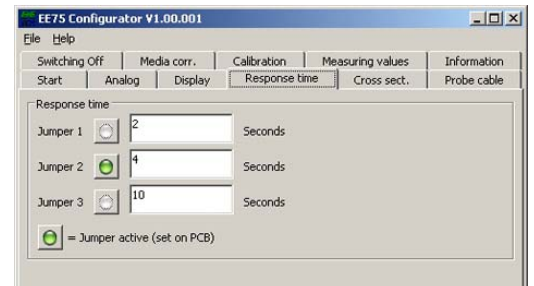 EE75 Configurator V1.00.001
File Help
Switching Off Media corr. Calibration Measuring values Information
Start Analog Display Response time Cross sect. Probe cable
Response time
Jumper 1 2 Seconds
Jumper 2 4 Seconds
Jumper 3 10 Seconds
= Jumper active (set on PCB)